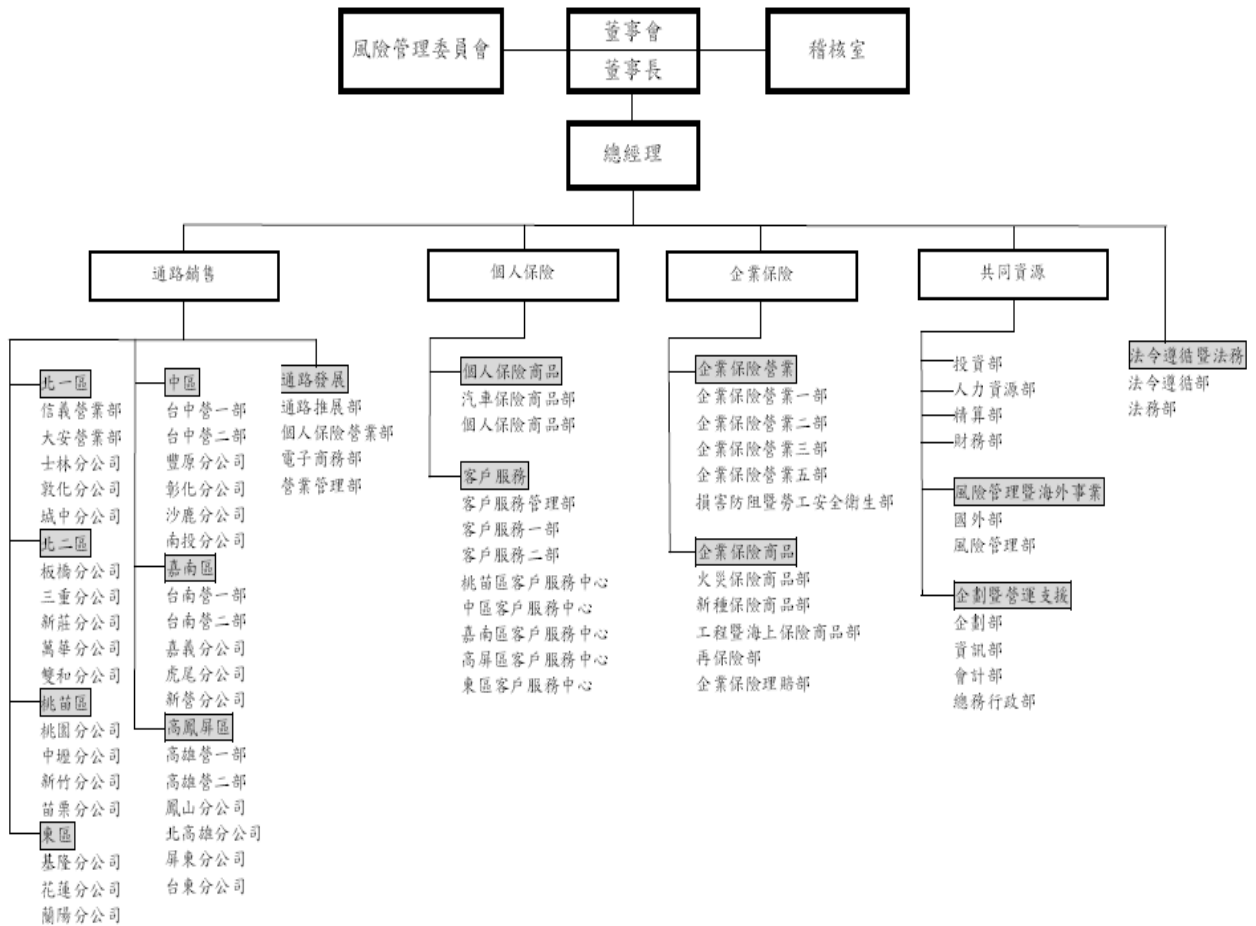 風險管理委員會
董事會
董事長
稽核室
總經理
通路銷售
北一區
信義營業部
大安營業部
士林分公司
敦化分公司
城中分公司
北二區
板橋分公司
三重分公司
新莊分公司
萬華分公司
雙和分公司
桃苗區
桃園分公司
中壢分公司
新竹分公司
苗栗分公司
東區
基隆分公司
花蓮分公司
蘭陽分公司
中區
台中營一部
台中營二部
豐原分公司
彰化分公司
沙鹿分公司
南投分公司
嘉南區
台南營一部
台南營二部
嘉義分公司
虎尾分公司
新營分公司
高鳳屏區
高雄營一部
高雄營二部
鳳山分公司
北高雄分公司
屏東分公司
台東分公司
通路發展
通路推展部
個人保險營業部
電子商務部
營業管理部
個人保險
個人保險商品
汽車保險商品部
個人保險商品部
客戶服務
客戶服務管理部
客戶服務一部
客戶服務二部
桃苗區客戶服務中心
中區客戶服務中心
嘉南區客戶服務中心
高屏區客戶服務中心
東區客戶服務中心
企業保險
企業保險營業
企業保險營業一部
企業保險營業二部
企業保險營業三部
企業保險營業五部
損害防阻暨勞工安全衛生部
企業保險商品
火災保險商品部
新種保險商品部
工程暨海上保險商品部
再保險部
企業保險理賠部
共同資源
投資部
人力資源部
精算部
財務部
風險管理暨海外事業
國外部
風險管理部
企劃暨營運支援
企劃部
資訊部
會計部
總務行政部
法令遵循暨法務
法令遵循部
法務部